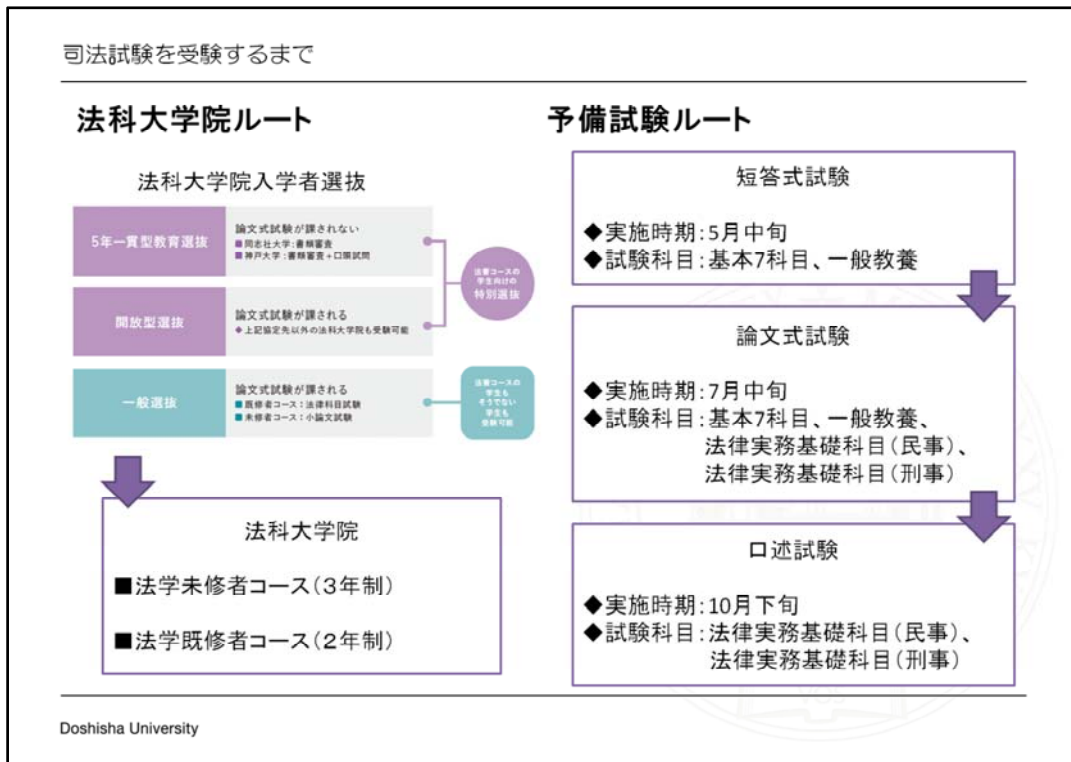 司法試験を受験するまで
法科大学院ルート
法科大学院入学者選抜
5年一貫型教育選抜
論文式試験が課されない
■同志社大学：書類審査
■神戸大学：書類審査＋口頭試問
開放型選抜
論文式試験が課される
◆上記協定先以外の法科大学院も受験可能
法曹コースの
学生向けの
特別選抜
一般選抜
論文式試験が課される
■既修者コース：法律科目試験
■未修者コース：小論文試験
法曹コースの
学生も
そうでない
学生も
受験可能
法科大学院
■法学未修者コース(3年制)
■法学既修者コース(2年制)
予備試験ルート
短答式試験
◆実施時期:5月中旬
◆試験科目:基本7科目、一般教養
論文式試験
◆実施時期:7月中旬
◆試験科目:基本7科目、一般教養、
法律実務基礎科目(民事)、
法律実務基礎科目(刑事)
口述試験
◆実施時期:10月下旬
◆試験科目:法律実務基礎科目(民事)、
法律実務基礎科目(刑事)
Doshisha University